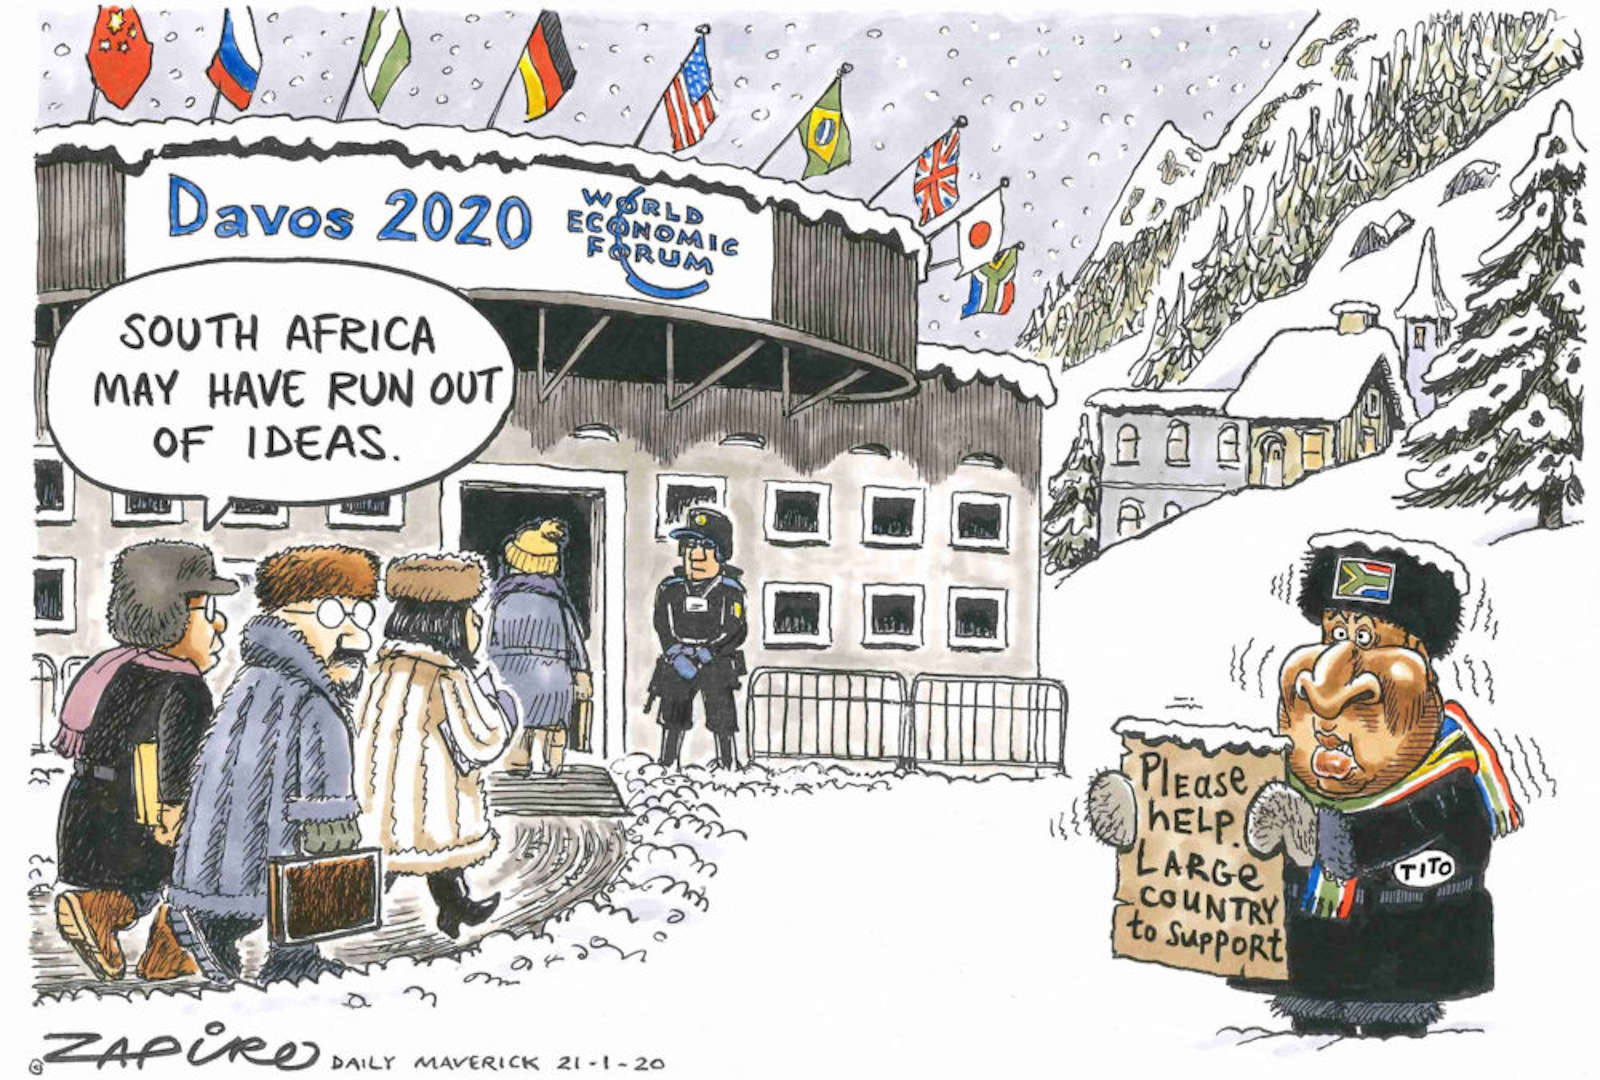 Davos 2020
WORLD
ECONOMIC
FORUM
SOUTH AFRICA
MAY HAVE RUN OUT
OF IDEAS.
PLEase
hELP.
LARGe
COUNTRY
to SUPPORT
TITO
© ZAPIRO DAILY MAVERICK 21-1-20